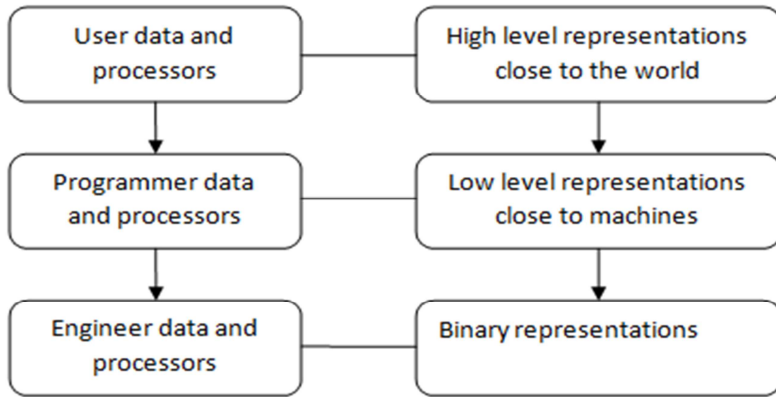 User data and
processors
High level representations
close to the world
Programmer data
and processors
Low level representations
close to machines
Engineer data and
processors
Binary representations